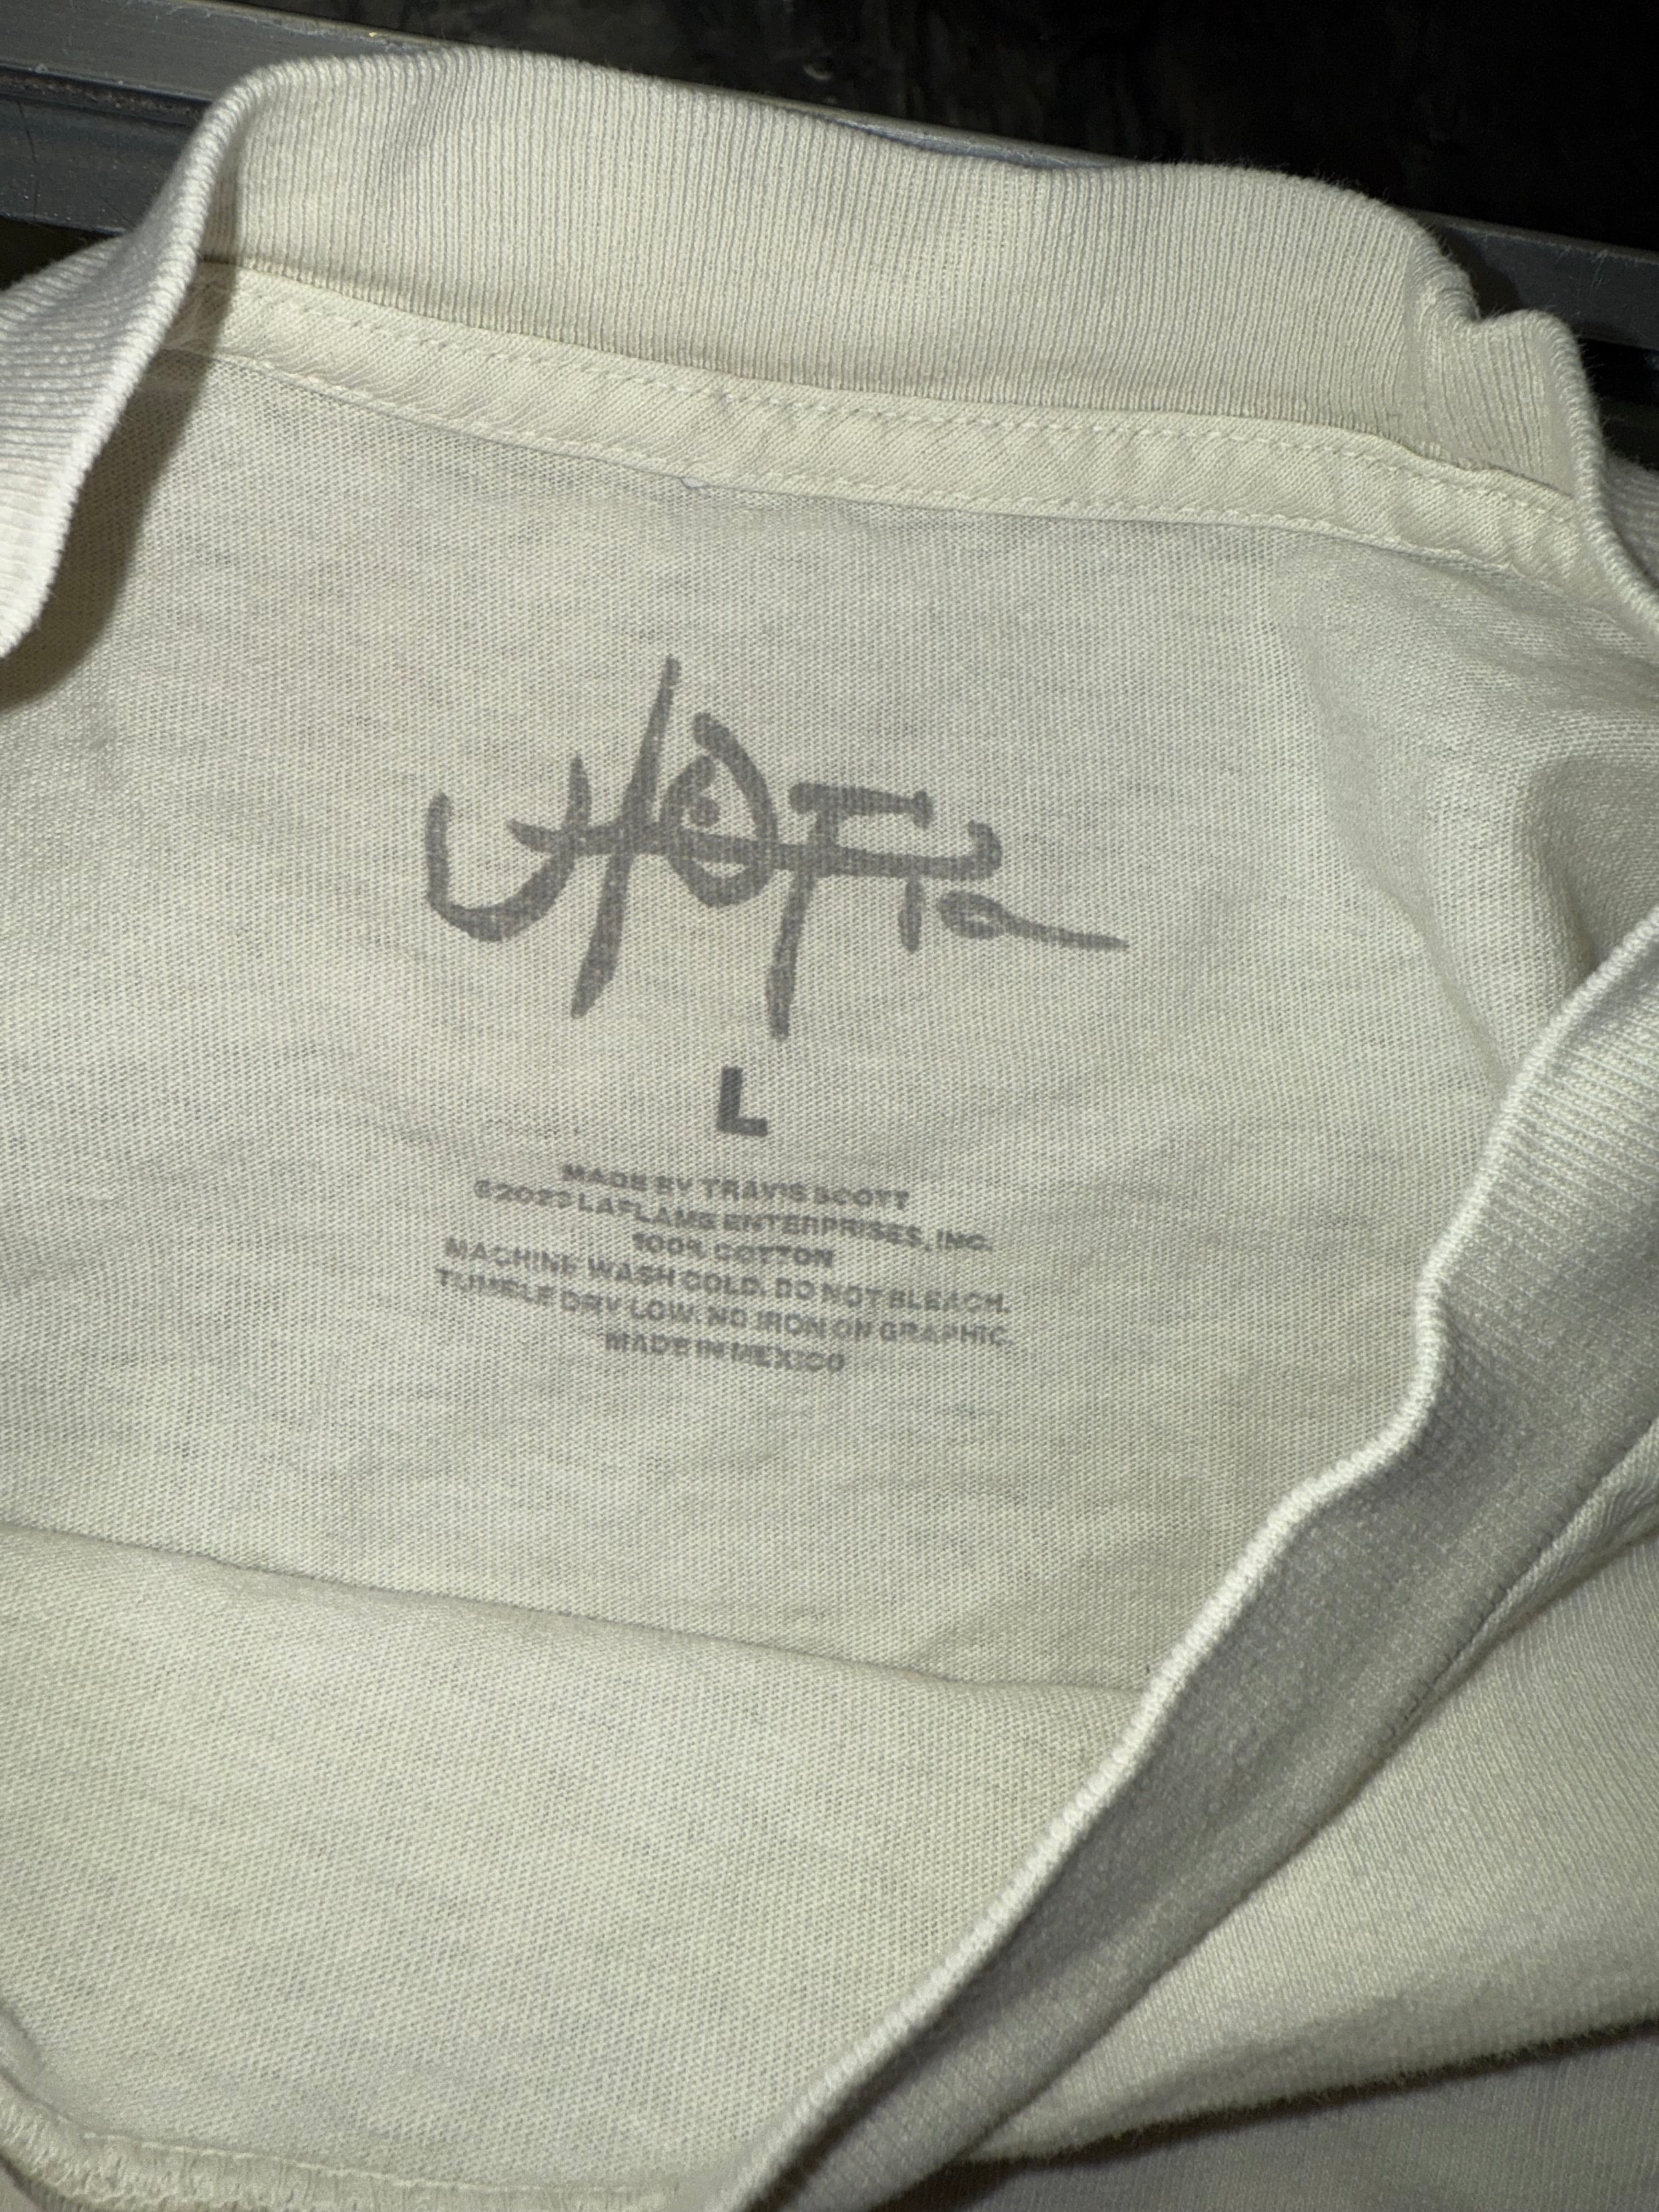 UTOPIA
L
MADE BY TRAVIS SCOTT
©2023 LAFLAME ENTERPRISES, INC.
100% COTTON
MACHINE WASH COLD. DO NOT BLEACH.
TUMBLE DRY LOW. NO IRON ON GRAPHIC.
MADE IN MEXICO